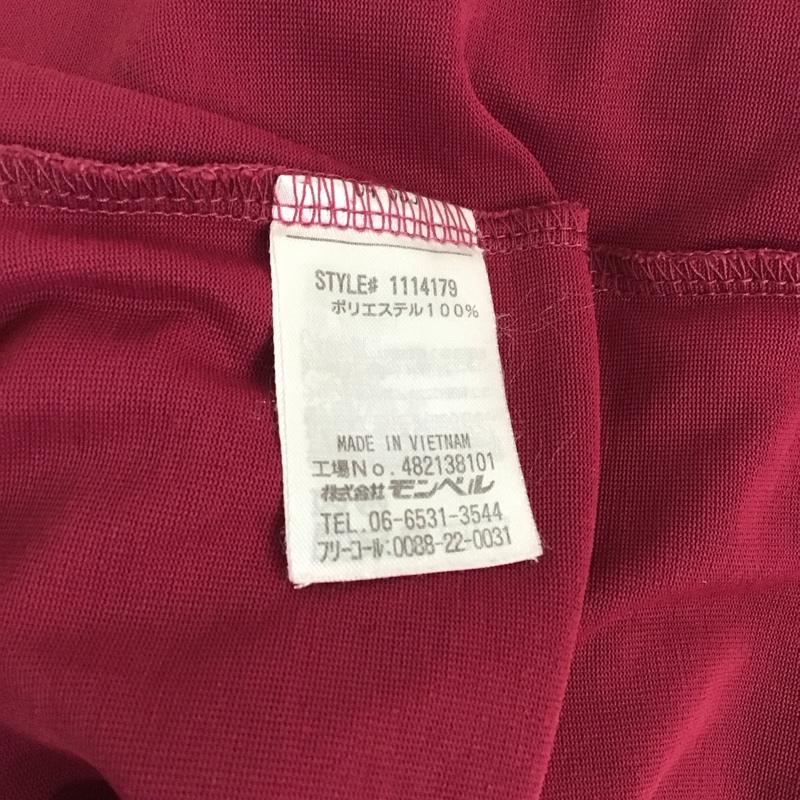 STYLE# 1114179
ポリエステル100%
MADE IN VIETNAM
工場No.482138101
株式会社モンベル
TEL.06-6531-3544
フリーコール:0088-22-0031